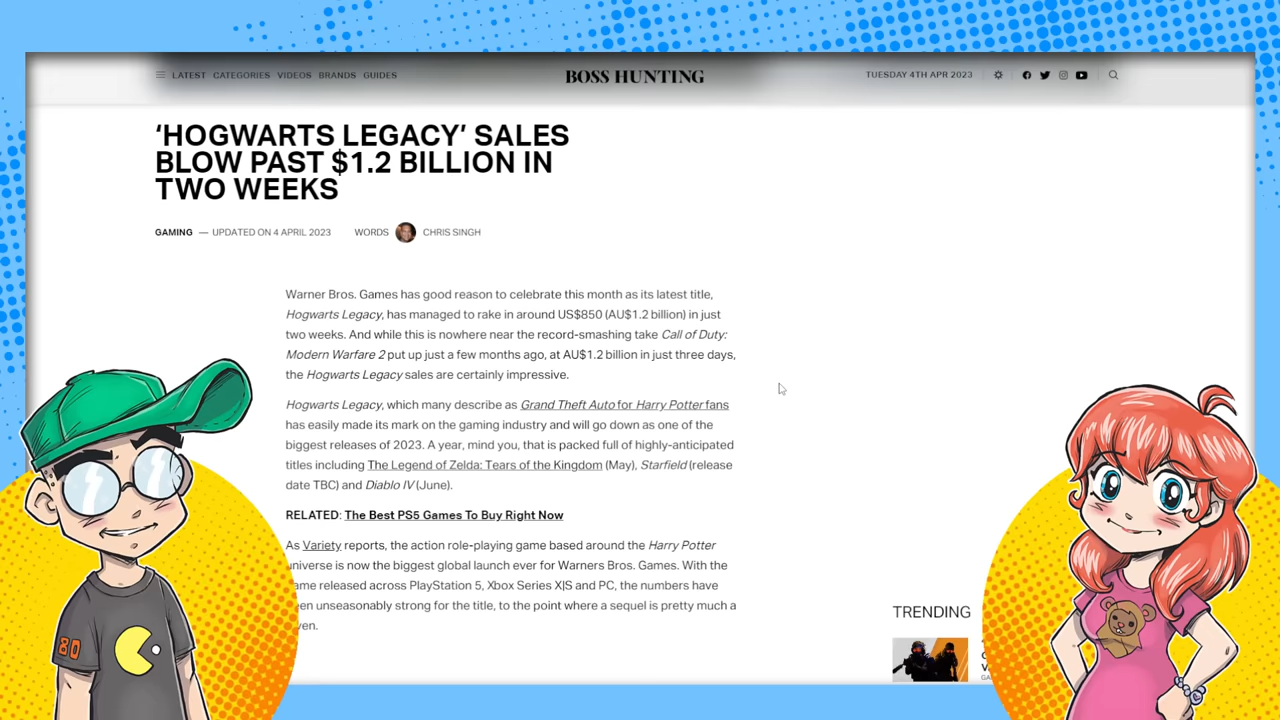 LATEST CATEGORIES VIDEOS BRANDS GUIDES
BOSS HUNTING
TUESDAY 4TH APR 2023
‘HOGWARTS LEGACY’ SALES
BLOW PAST $1.2 BILLION IN
TWO WEEKS
GAMING — UPDATED ON 4 APRIL 2023 WORDS CHRIS SINGH
Warner Bros. Games has good reason to celebrate this month as its latest title,
Hogwarts Legacy, has managed to rake in around US$850 (AU$1.2 billion) in just
two weeks. And while this is nowhere near the record-smashing take Call of Duty:
Modern Warfare 2 put up just a few months ago, at AU$1.2 billion in just three days,
the Hogwarts Legacy sales are certainly impressive.
Hogwarts Legacy, which many describe as Grand Theft Auto for Harry Potter fans
has easily made its mark on the gaming industry and will go down as one of the
biggest releases of 2023. A year, mind you, that is packed full of highly-anticipated
titles including The Legend of Zelda: Tears of the Kingdom (May), Starfield (release
date TBC) and Diablo IV (June).
RELATED: The Best PS5 Games To Buy Right Now
As Variety reports, the action role-playing game based around the Harry Potter
universe is now the biggest global launch ever for Warners Bros. Games. With the
game released across PlayStation 5, Xbox Series X|S and PC, the numbers have
been unseasonably strong for the title, to the point where a sequel is pretty much a
given.
TRENDING
80